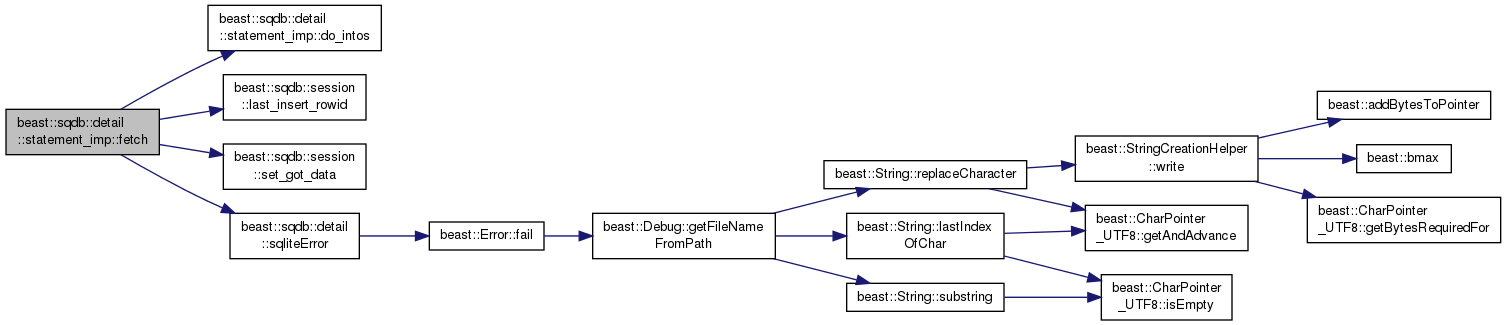 beast::sqdb::detail
::statement_imp::fetch
beast::sqdb::detail
::statement_imp::do_intos
beast::sqdb::session
::last_insert_rowid
beast::sqdb::session
::set_got_data
beast::sqdb::detail
::sqliteError
beast::Error::fail
beast::Debug::getFileName
FromPath
beast::String::replaceCharacter
beast::String::lastIndex
OfChar
beast::String::substring
beast::StringCreationHelper
::write
beast::CharPointer
_UTF8::getAndAdvance
beast::CharPointer
_UTF8::isEmpty
beast::addBytesToPointer
beast::bmax
beast::CharPointer
_UTF8::getBytesRequiredFor